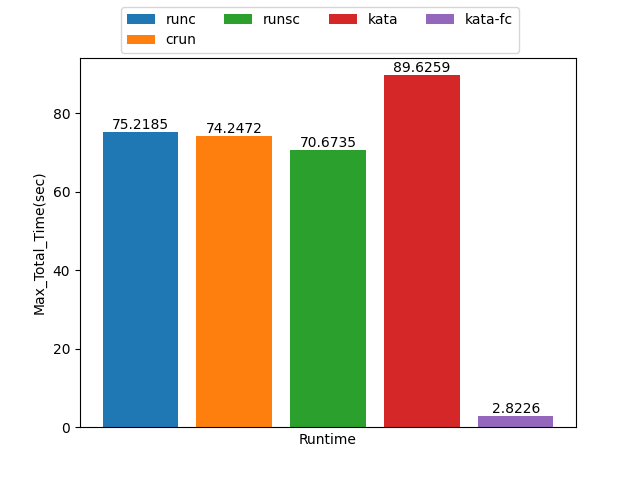 runc runsc kata kata-fc
crun
89.6259
75.2185 74.2472 70.6735
2.8226
80
60
40
20
0
Max_Total_Time(sec)
Runtime